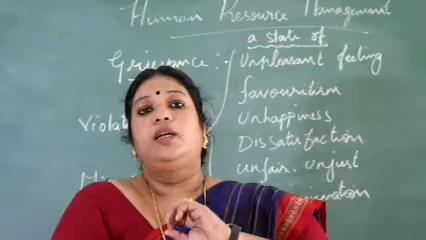 Human Resource Management
a state of
Grievance:- Unpleasant feeling
favouritism
Violat Unhappiness
Dissatisfaction
unfair, unjust